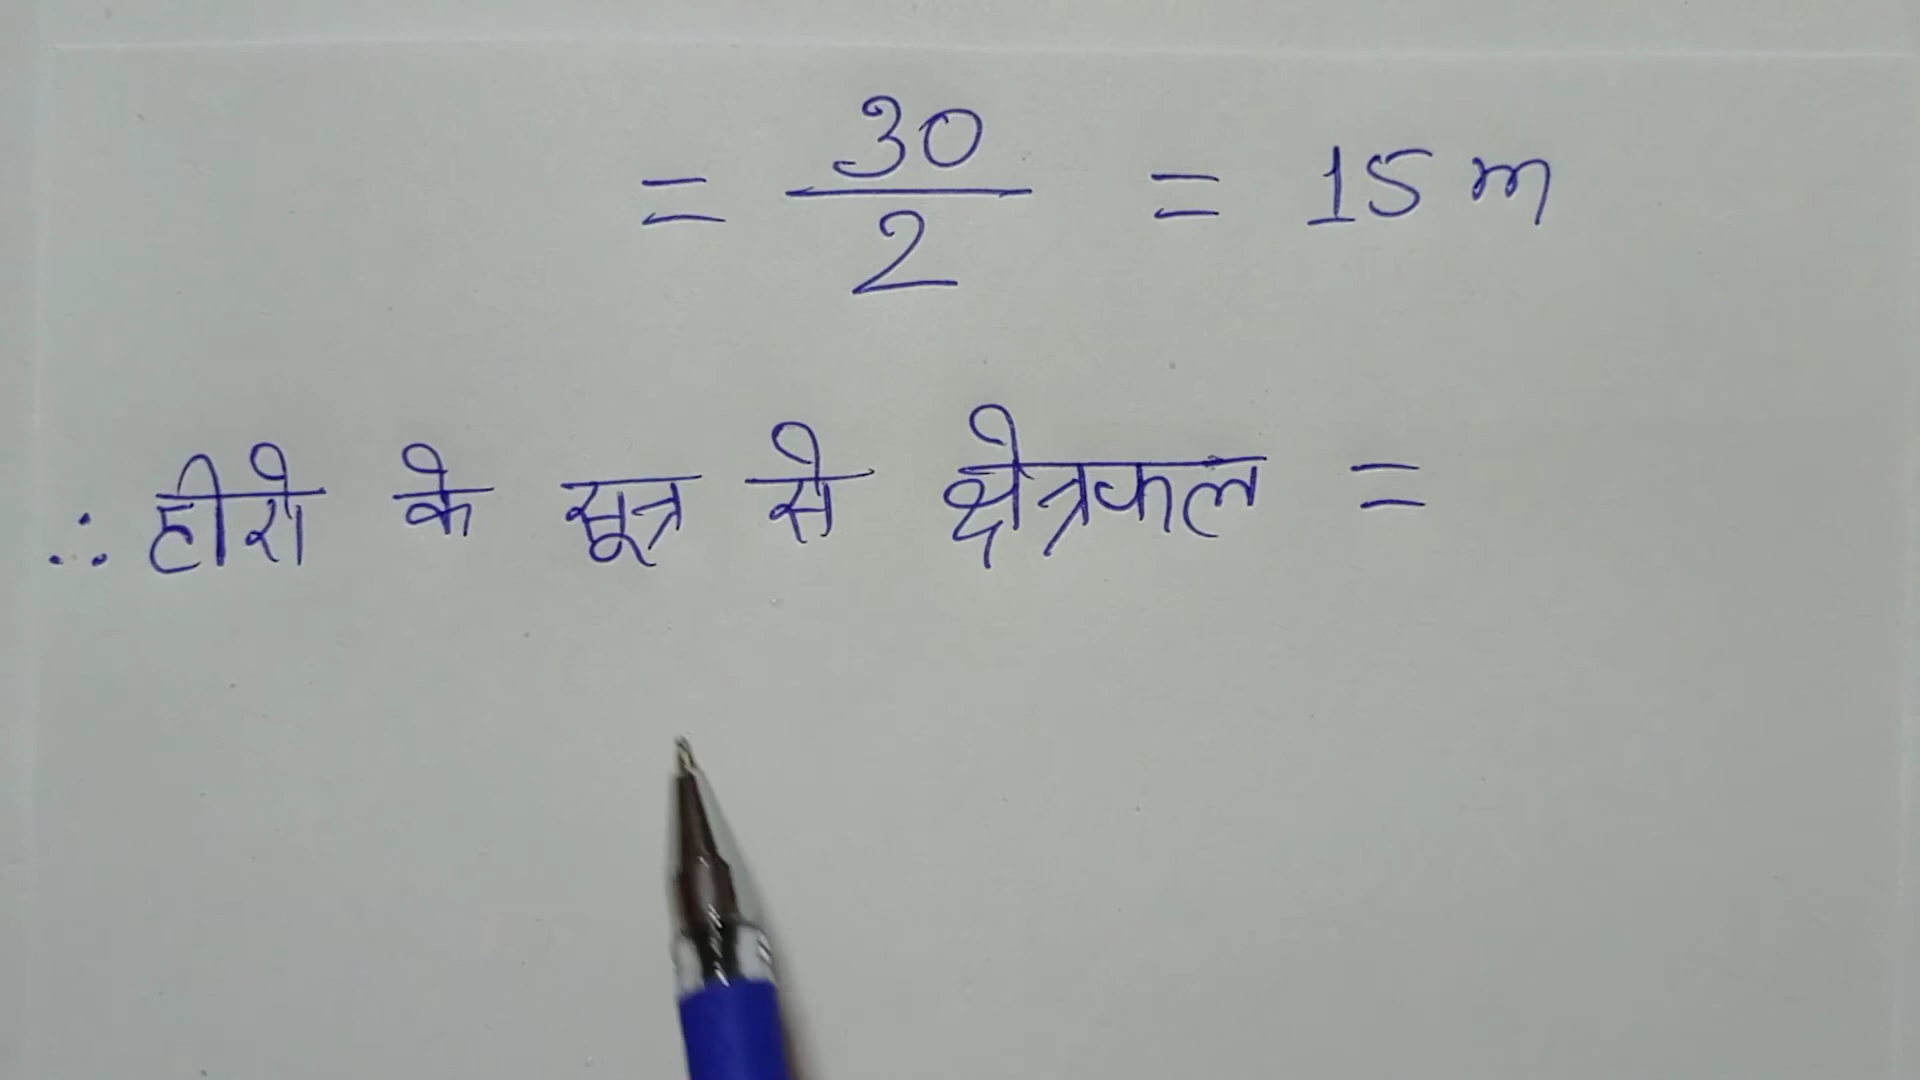 = 30/2 = 15 m
∴ हीरो के सूत्र से क्षेत्रफल =